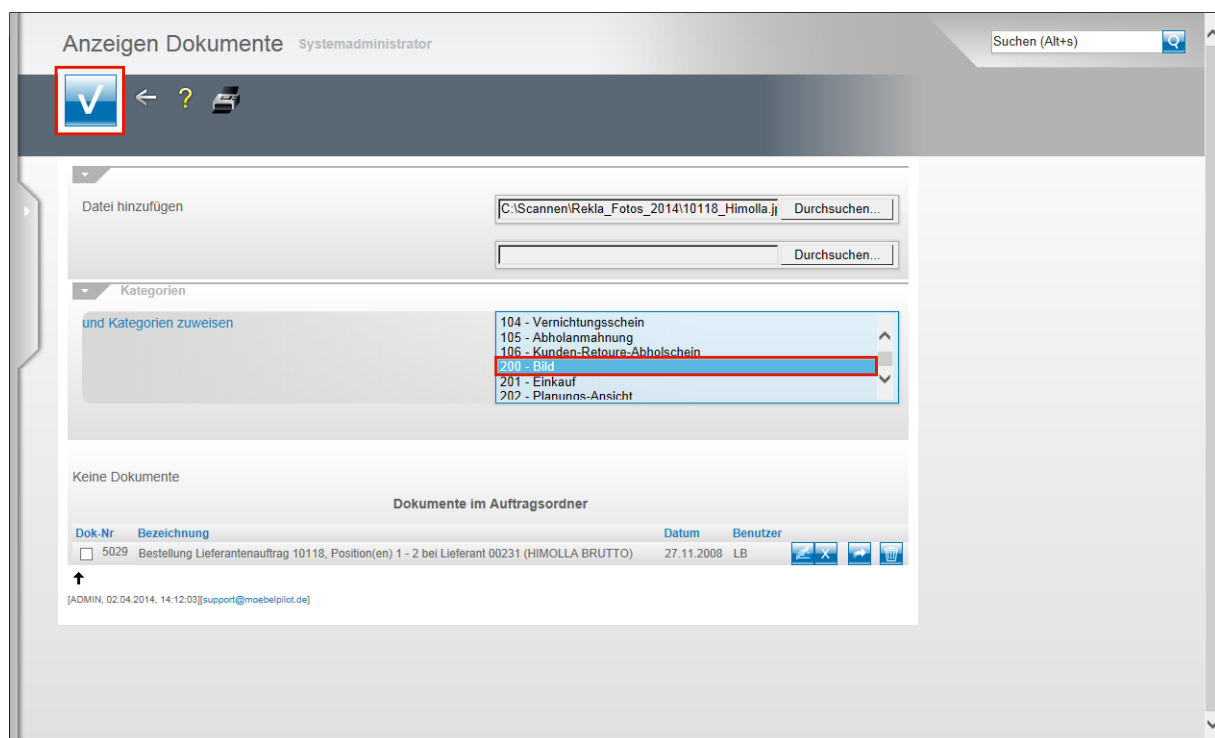 Anzeigen Dokumente Systemadministrator
Suchen (Alt+s)
Datei hinzufügen
C:\Scannen\Rekla_Fotos_2014\10118_Himolla.j
Durchsuchen...
Durchsuchen...
Kategorien
und Kategorien zuweisen
104 - Vernichtungsschein
105 - Abholanmahnung
106 - Kunden-Retoure-Abholschein
200 - Bild
201 - Einkauf
202 - Planungs-Ansicht
Keine Dokumente
Dokumente im Auftragsordner
Dok-Nr Bezeichnung Datum Benutzer
5029 Bestellung Lieferantenauftrag 10118, Position(en) 1 - 2 bei Lieferant 00231 (HIMOLLA BRUTTO) 27.11.2008 LB X
[ADMIN, 02.04.2014, 14:12:03][support@moebelpilot.de]